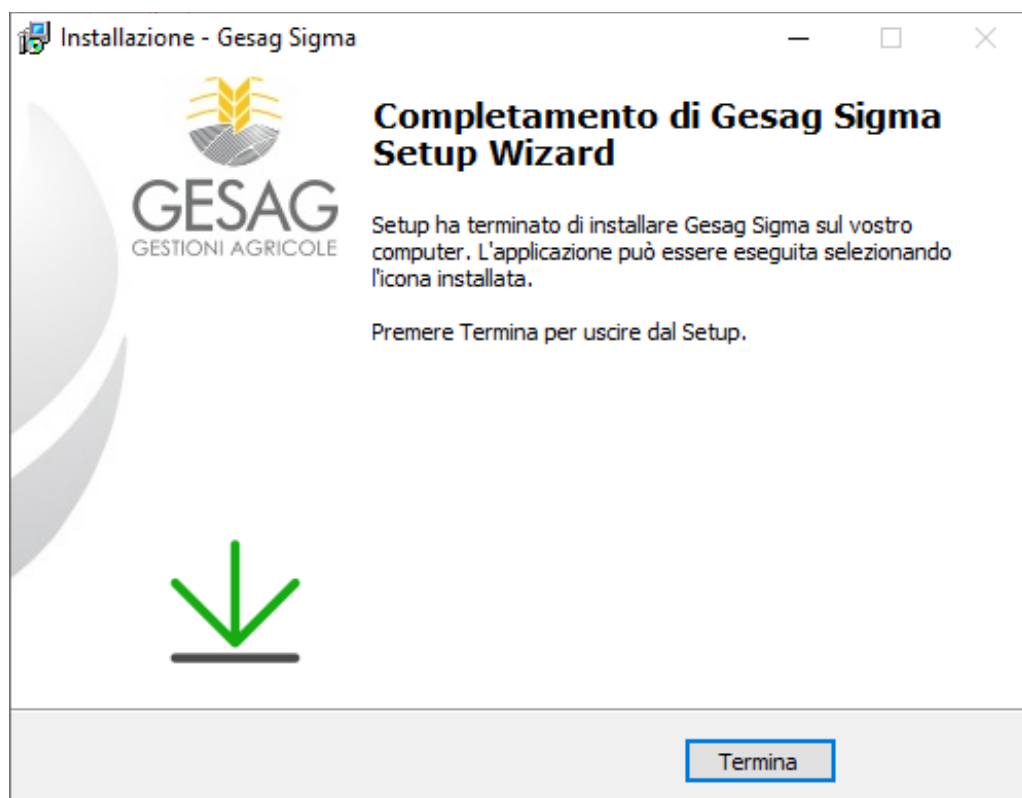 Installazione - Gesag Sigma
GESAG
GESTIONI AGRICOLE
Completamento di Gesag Sigma
Setup Wizard
Setup ha terminato di installare Gesag Sigma sul vostro
computer. L'applicazione può essere eseguita selezionando
l'icona installata.
Premere Termina per uscire dal Setup.
Termina